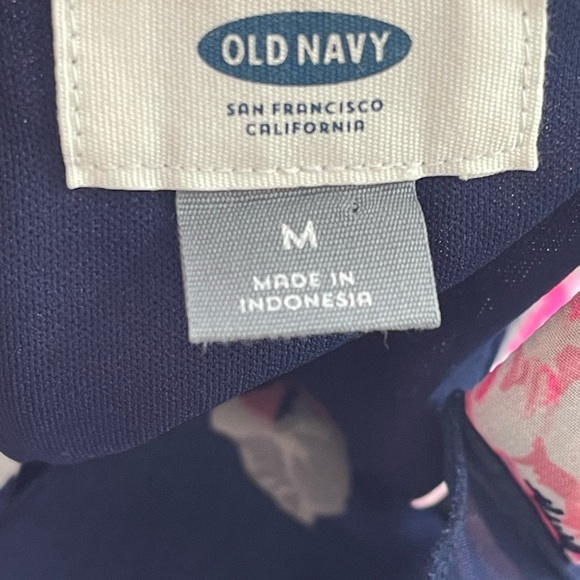 OLD NAVY
SAN FRANCISCO
CALIFORNIA
M
MADE IN
INDONESIA